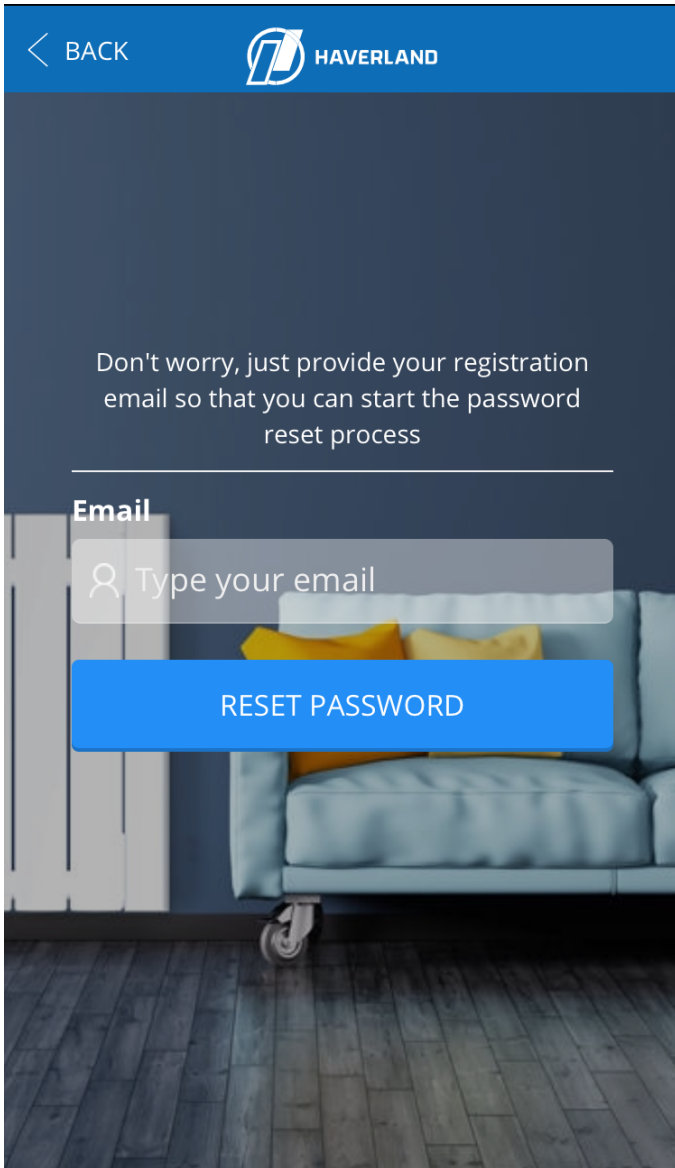 BACK
HAVERLAND
Don't worry, just provide your registration
email so that you can start the password
reset process
Email
Type your email
RESET PASSWORD